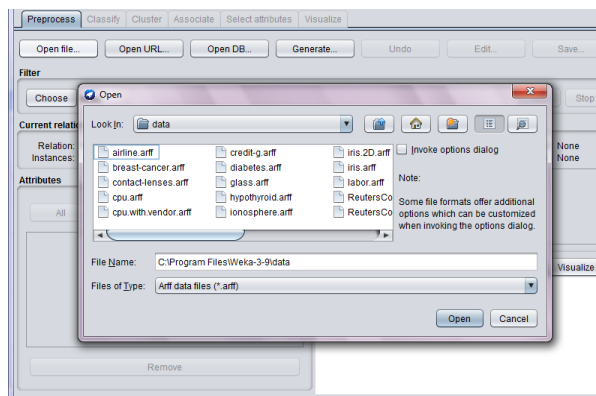 Preprocess Classify Cluster Associate Select attributes Visualize
Open file... Open URL... Open DB... Generate... Undo Edit... Save...
Filter
Choose Stop
Open
Current relatio
Look In: data
Relation: None
Instances: None
airline.arff credit-g.arff iris.2D.arff Invoke options dialog
breast-cancer.arff diabetes.arff iris.arff
contact-lenses.arff glass.arff labor.arff Note:
cpu.arff hypothyroid.arff ReutersCo
cpu.with.vendor.arff ionosphere.arff ReutersCo
Some file formats offer additional
options which can be customized
when invoking the options dialog.
Attributes
All
File Name: C:\Program Files\Weka-3-9\data
Visualize
Files of Type: Arff data files (*.arff)
Open Cancel
Remove